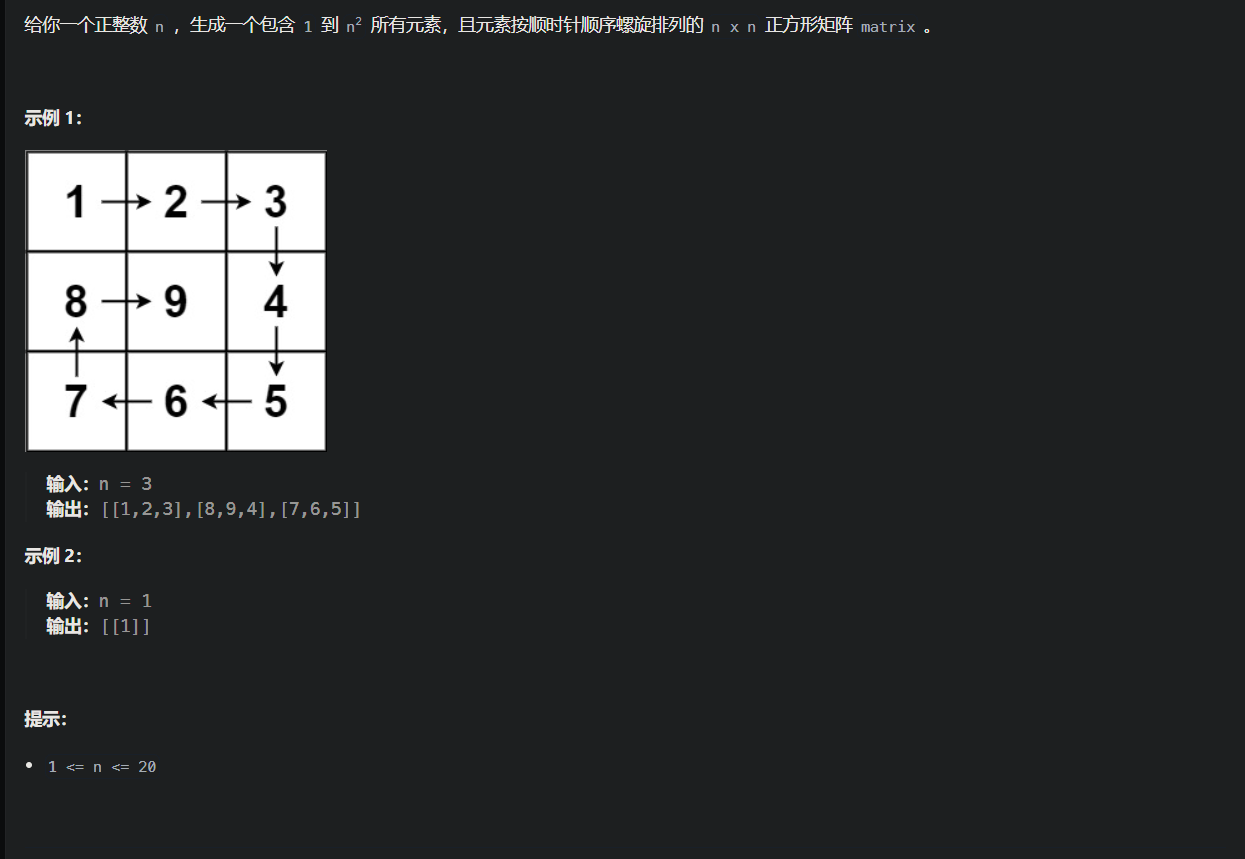 给你一个正整数 n ，生成一个包含 1 到 n² 所有元素，且元素按顺时针顺序螺旋排列的 n x n 正方形矩阵 matrix 。
示例 1：
1 2 3
8 9 4
7 6 5
输入：n = 3
输出：[[1,2,3],[8,9,4],[7,6,5]]
示例 2：
输入：n = 1
输出：[[1]]
提示：
• 1 <= n <= 20